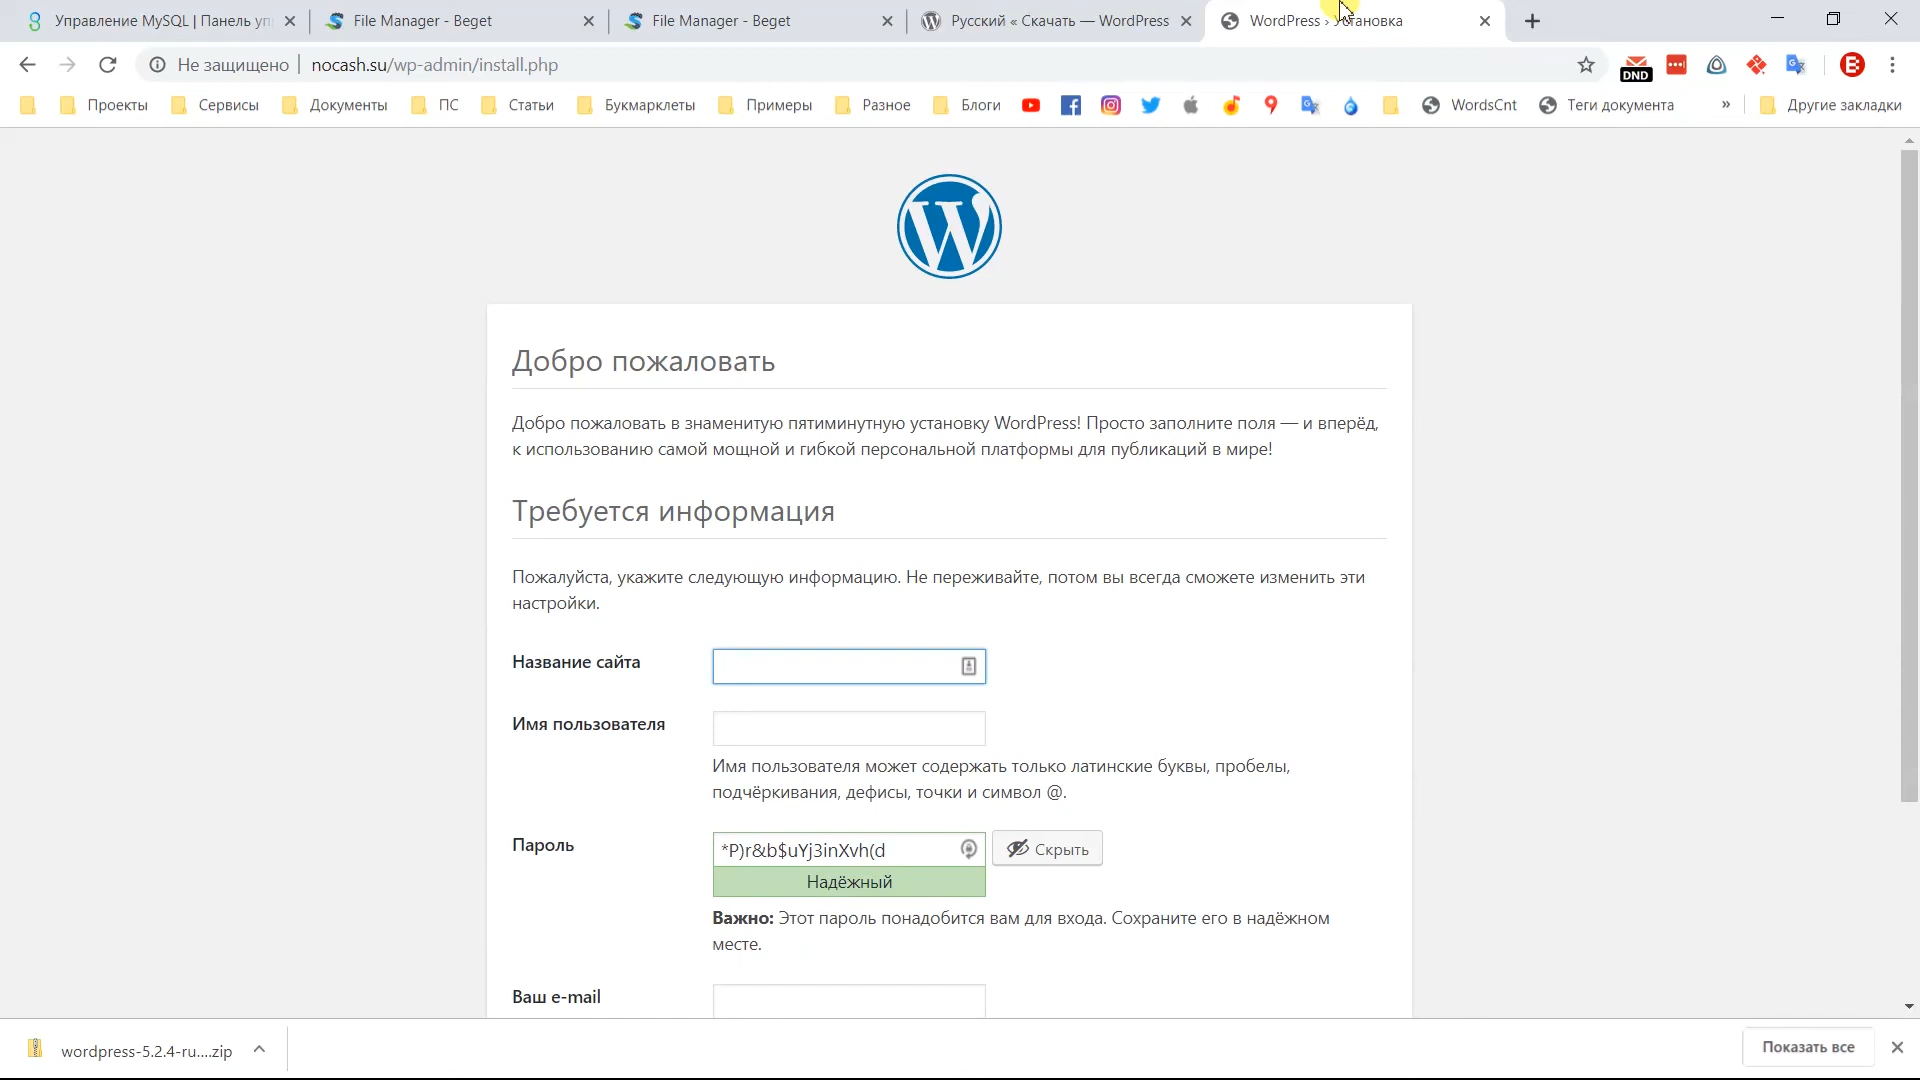 Управление MySQL | Панель уп
File Manager - Beget
File Manager - Beget
Русский « Скачать — WordPress
WordPress › Установка
Не защищено
nocash.su/wp-admin/install.php
DND
Проекты
Сервисы
Документы
ПС
Статьи
Букмарклеты
Примеры
Разное
Блоги
WordsCnt
Теги документа
»
Другие закладки
Добро пожаловать
Добро пожаловать в знаменитую пятиминутную установку WordPress! Просто заполните поля — и вперёд,
к использованию самой мощной и гибкой персональной платформы для публикаций в мире!
Требуется информация
Пожалуйста, укажите следующую информацию. Не переживайте, потом вы всегда сможете изменить эти
настройки.
Название сайта
Имя пользователя
Имя пользователя может содержать только латинские буквы, пробелы,
подчёркивания, дефисы, точки и символ @.
Пароль
*P)r&b$uYj3inXvh(d
Скрыть
Надёжный
Важно: Этот пароль понадобится вам для входа. Сохраните его в надёжном
месте.
Ваш e-mail
wordpress-5.2.4-ru....zip
Показать все